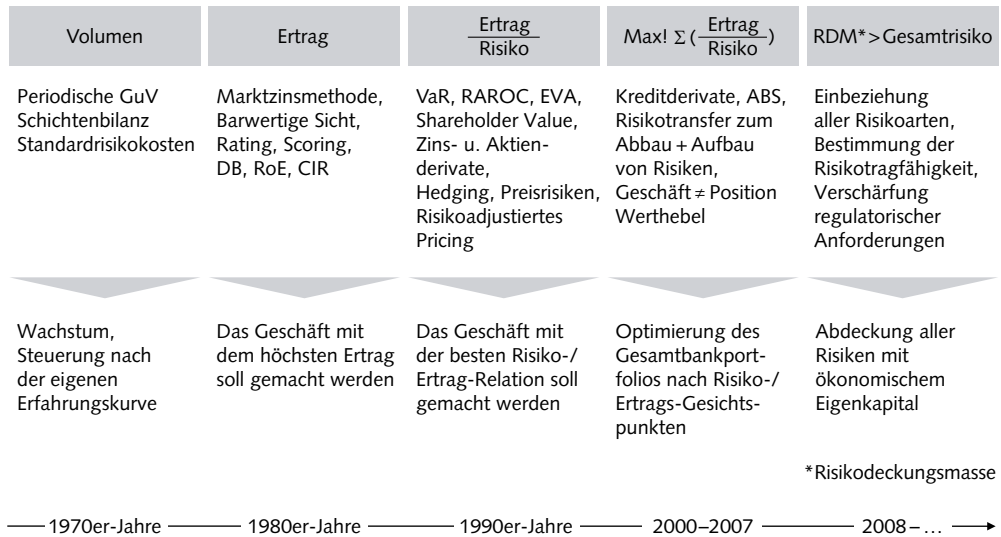 Volumen
Ertrag
Ertrag
Risiko
Max! Σ (Ertrag
Risiko)
RDM*>Gesamtrisiko
Periodische GuV
Schichtenbilanz
Standardrisikokosten
Marktzinsmethode,
Barwertige Sicht,
Rating, Scoring,
DB, RoE, CIR
VaR, RAROC, EVA,
Shareholder Value,
Zins- u. Aktien-
derivate,
Hedging, Preisrisiken,
Risikoadjustiertes
Pricing
Kreditderivate, ABS,
Risikotransfer zum
Abbau + Aufbau
von Risiken,
Geschäft ≠ Position
Werthebel
Einbeziehung
aller Risikoarten,
Bestimmung der
Risikotragfähigkeit,
Verschärfung
regulatorischer
Anforderungen
Wachstum,
Steuerung nach
der eigenen
Erfahrungskurve
Das Geschäft mit
dem höchsten Ertrag
soll gemacht werden
Das Geschäft mit
der besten Risiko-/
Ertrag-Relation soll
gemacht werden
Optimierung des
Gesamtbankport-
folios nach Risiko-/
Ertrags-Gesichts-
punkten
Abdeckung aller
Risiken mit
ökonomischem
Eigenkapital
*Risikodeckungsmasse
1970er-Jahre
1980er-Jahre
1990er-Jahre
2000–2007
2008–…